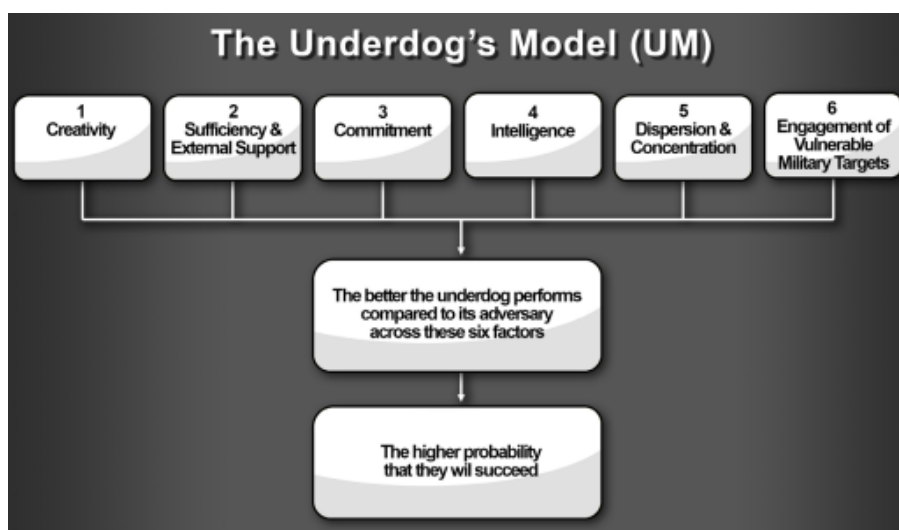 The Underdog's Model (UM)
1
Creativity
2
Sufficiency &
External Support
3
Commitment
4
Intelligence
5
Dispersion &
Concentration
6
Engagement of
Vulnerable
Military Targets
The better the underdog performs
compared to its adversary
across these six factors
The higher probability
that they wil succeed